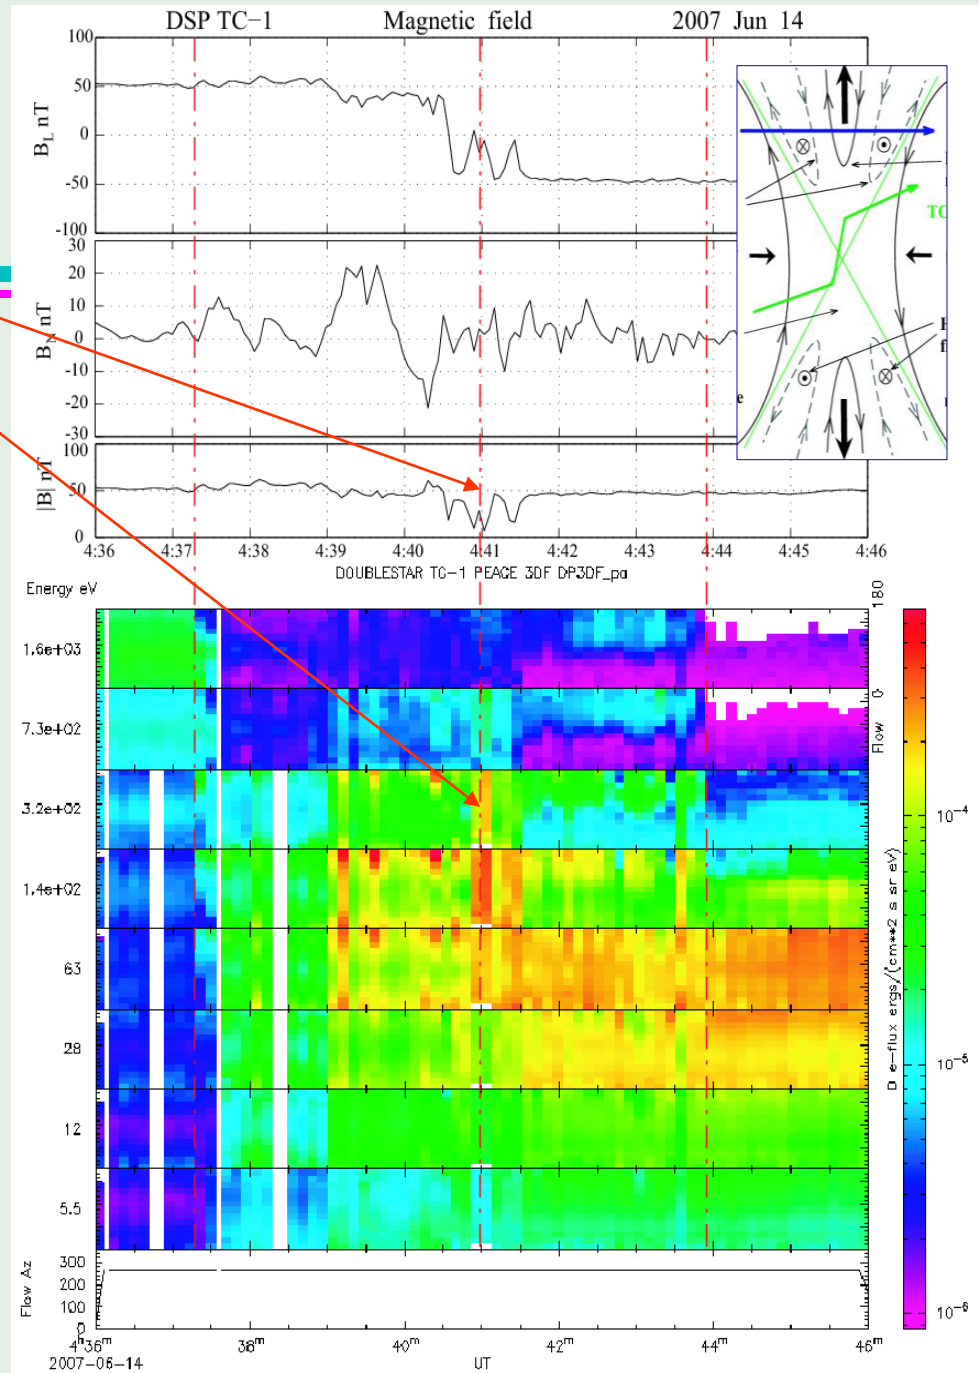 DSP TC-1 Magnetic field 2007 Jun 14
100
50
0
-50
-100
B_L nT
30
20
10
0
-10
-20
-30
B_N nT
100
50
0
|B| nT
TC
H
f
e
4:36 4:37 4:38 4:39 4:40 4:41 4:42 4:43 4:44 4:45 4:46
DOUBLESTAR TC-1 PEACE 3DF DP3DF_pa
Energy eV
180
1.6e+03
0
7.3e+02
Flow
3.2e+02
10⁻⁴
1.4e+02
63
28
10⁻⁵
12
5.5
10⁻⁶
D e-flux ergs/(cm**2 s sr eV)
300
200
100
0
Flow Az
4ʰ36ᵐ 38ᵐ 40ᵐ 42ᵐ 44ᵐ 46ᵐ
2007-06-14 UT